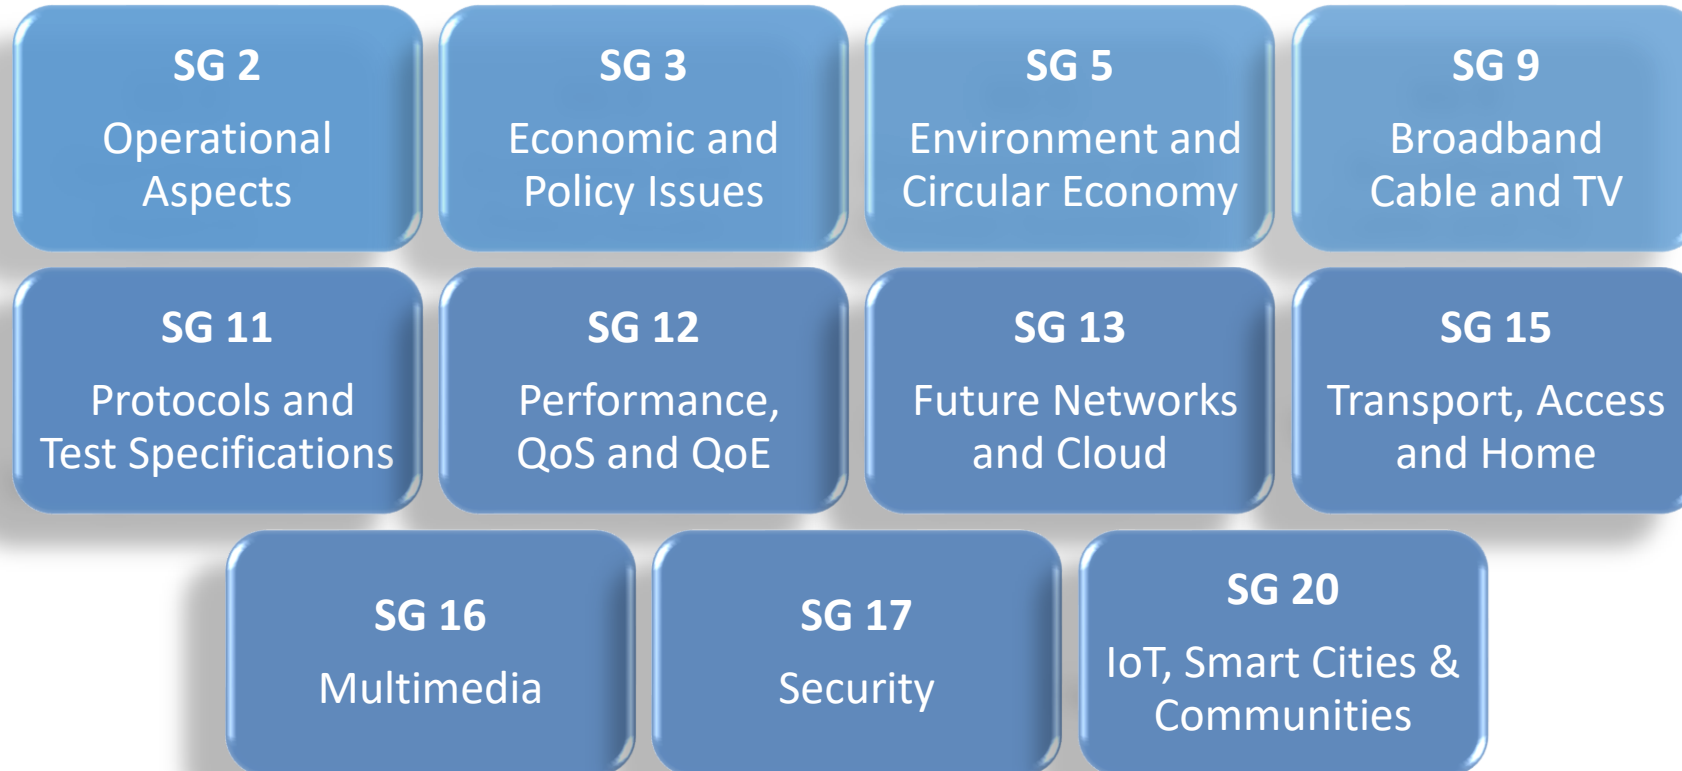 SG 2
Operational
Aspects
SG 3
Economic and
Policy Issues
SG 5
Environment and
Circular Economy
SG 9
Broadband
Cable and TV
SG 11
Protocols and
Test Specifications
SG 12
Performance,
QoS and QoE
SG 13
Future Networks
and Cloud
SG 15
Transport, Access
and Home
SG 16
Multimedia
SG 17
Security
SG 20
IoT, Smart Cities &
Communities